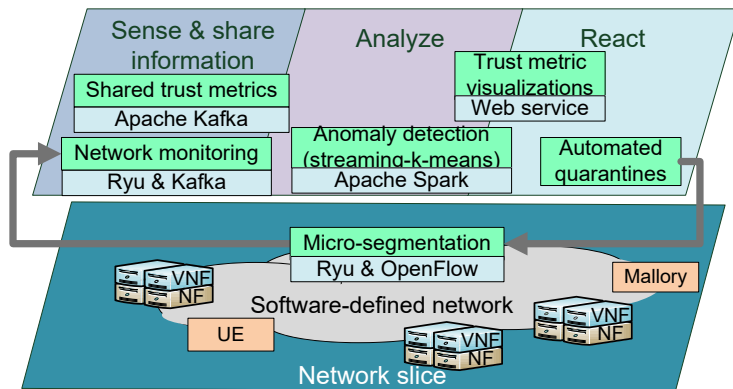 Sense & share
information
Analyze
React
Shared trust metrics
Apache Kafka
Trust metric
visualizations
Web service
Network monitoring
Ryu & Kafka
Anomaly detection
(streaming-k-means)
Apache Spark
Automated
quarantines
Micro-segmentation
Ryu & OpenFlow
VNF
NF
Software-defined network
Mallory
UE
VNF
NF
VNF
NF
Network slice